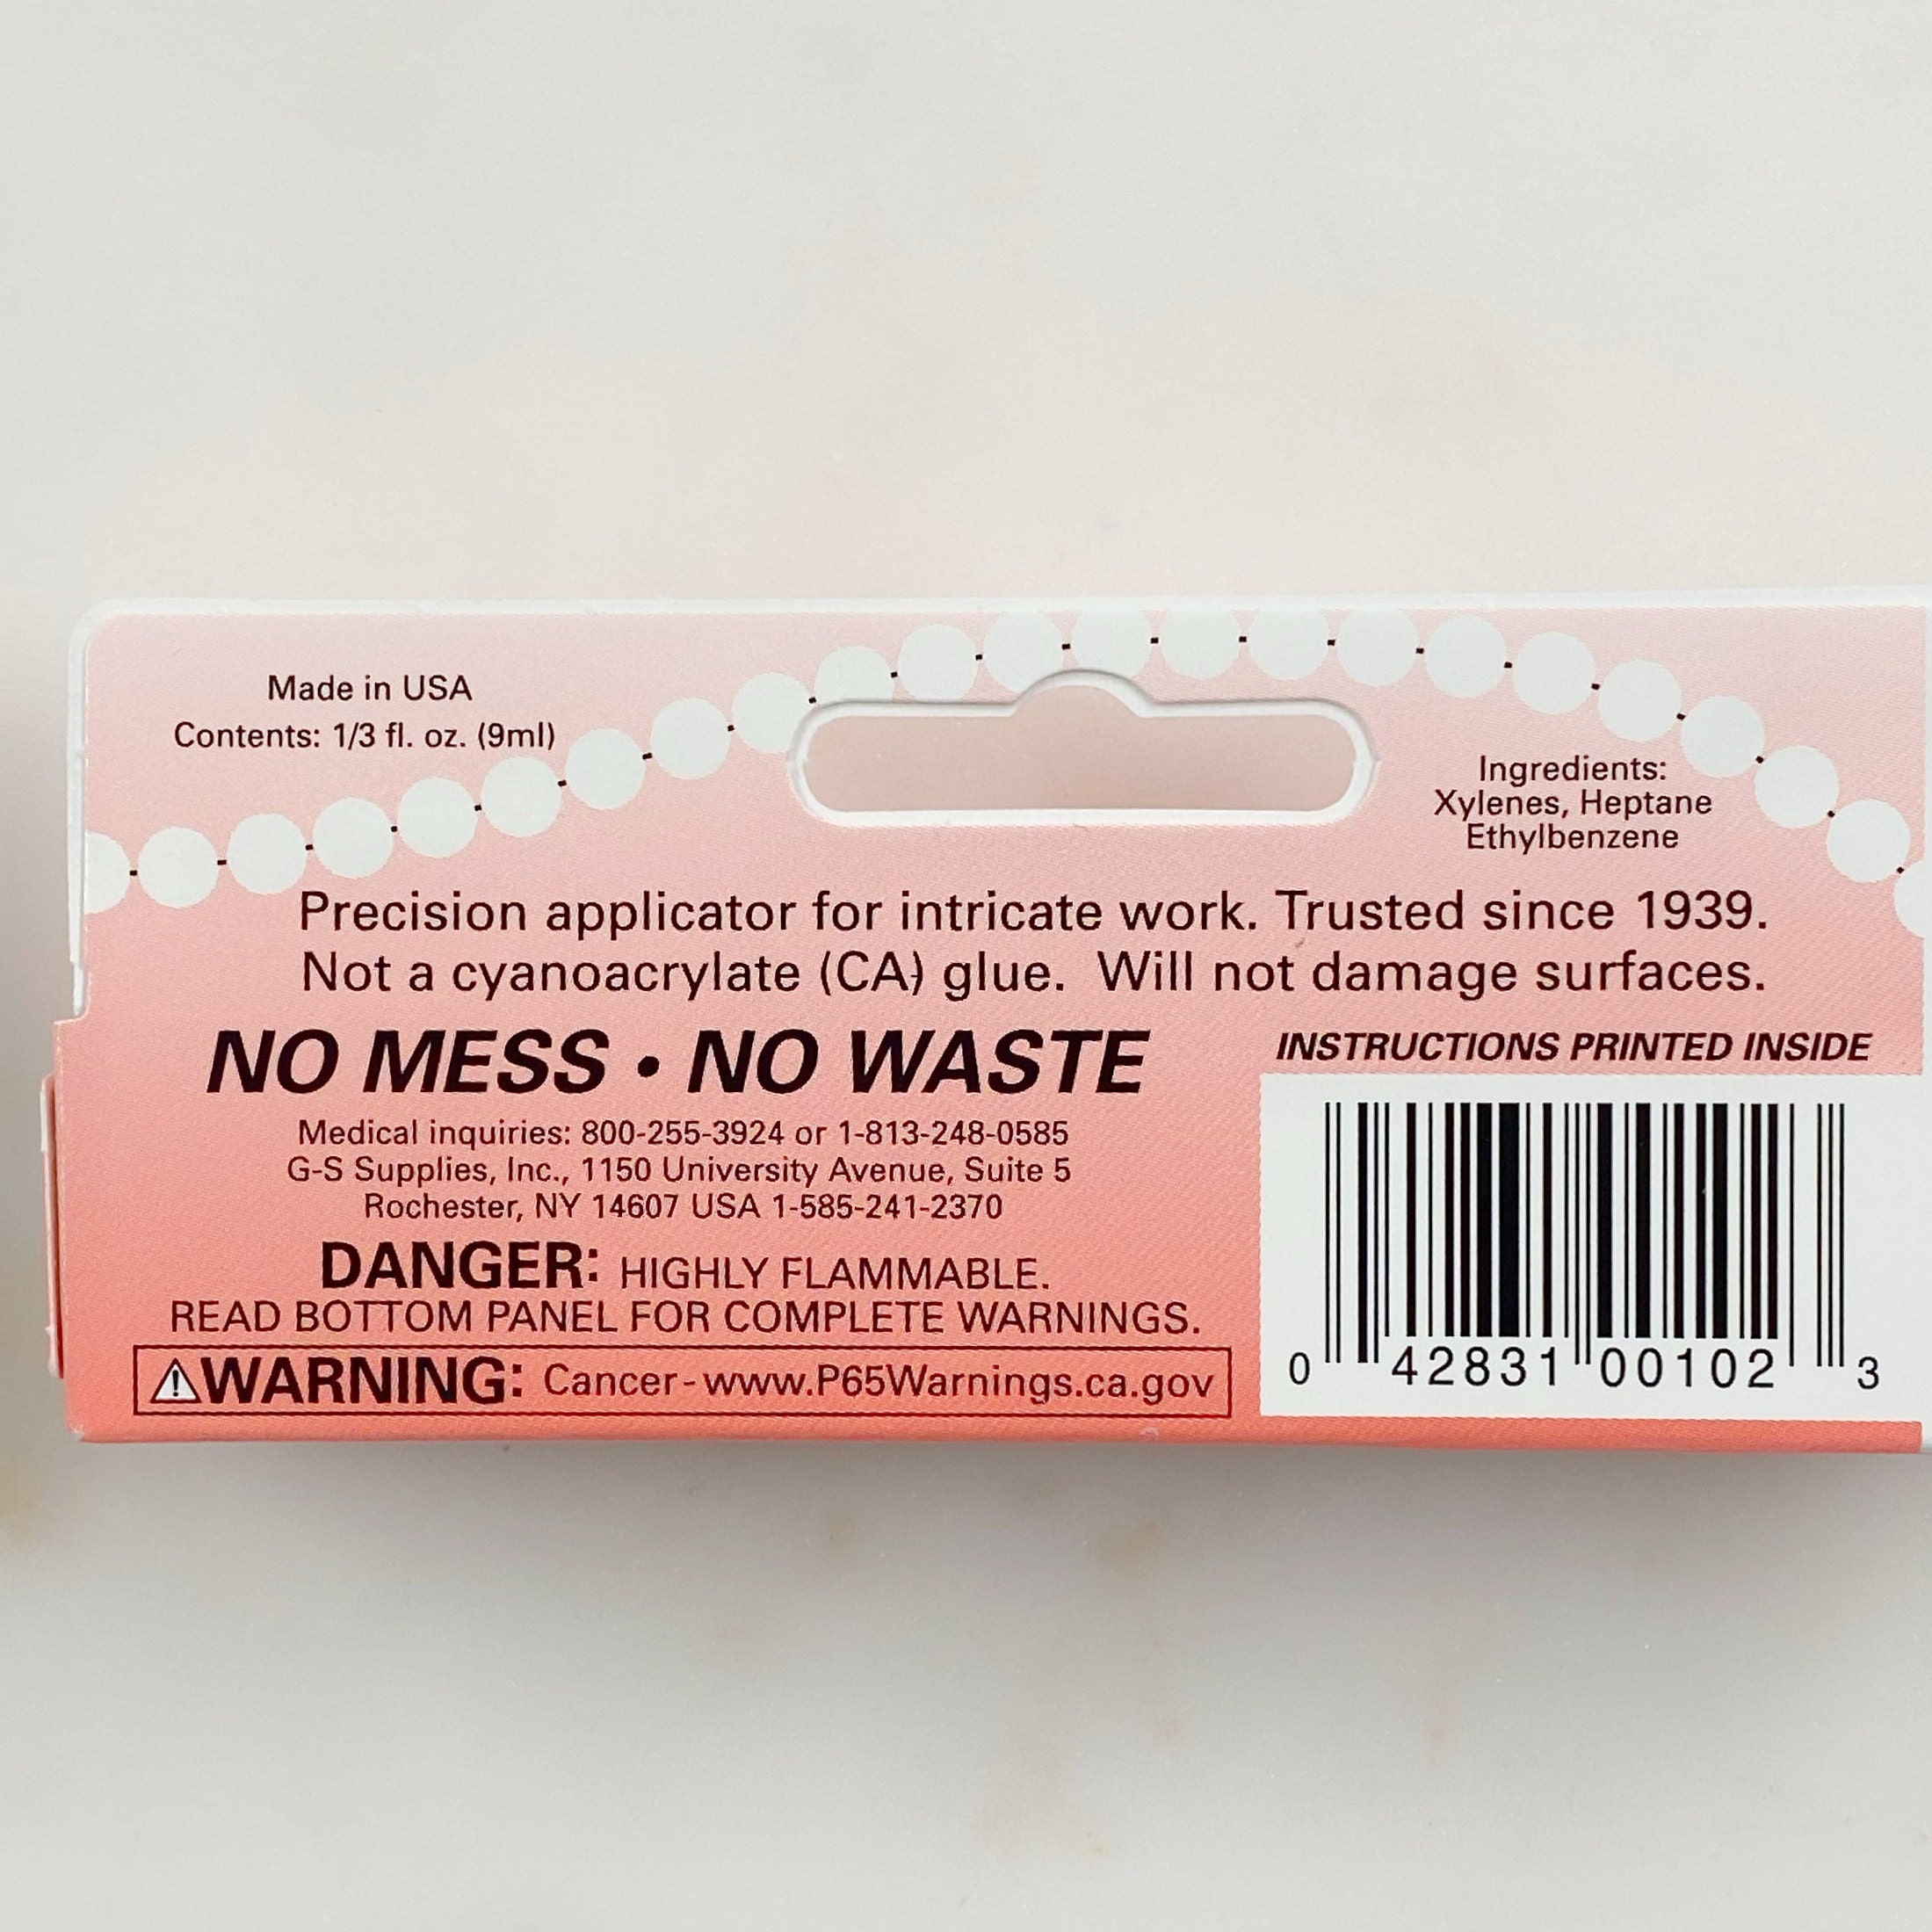 Made in USA
Contents: 1/3 fl. oz. (9ml)
Ingredients:
Xylenes, Heptane
Ethylbenzene
Precision applicator for intricate work. Trusted since 1939.
Not a cyanoacrylate (CA) glue. Will not damage surfaces.
NO MESS • NO WASTE
Medical inquiries: 800-255-3924 or 1-813-248-0585
G-S Supplies, Inc., 1150 University Avenue, Suite 5
Rochester, NY 14607 USA 1-585-241-2370
DANGER: HIGHLY FLAMMABLE.
READ BOTTOM PANEL FOR COMPLETE WARNINGS.
⚠WARNING: Cancer-www.P65Warnings.ca.gov
INSTRUCTIONS PRINTED INSIDE
0 42831 00102 3